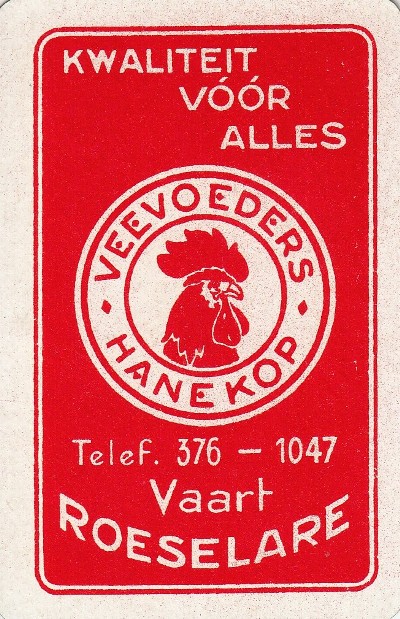 KWALITEIT
VÓÓR
ALLES
VEEVOEDERS
HANEKOP
Telef. 376 – 1047
Vaart
ROESELARE